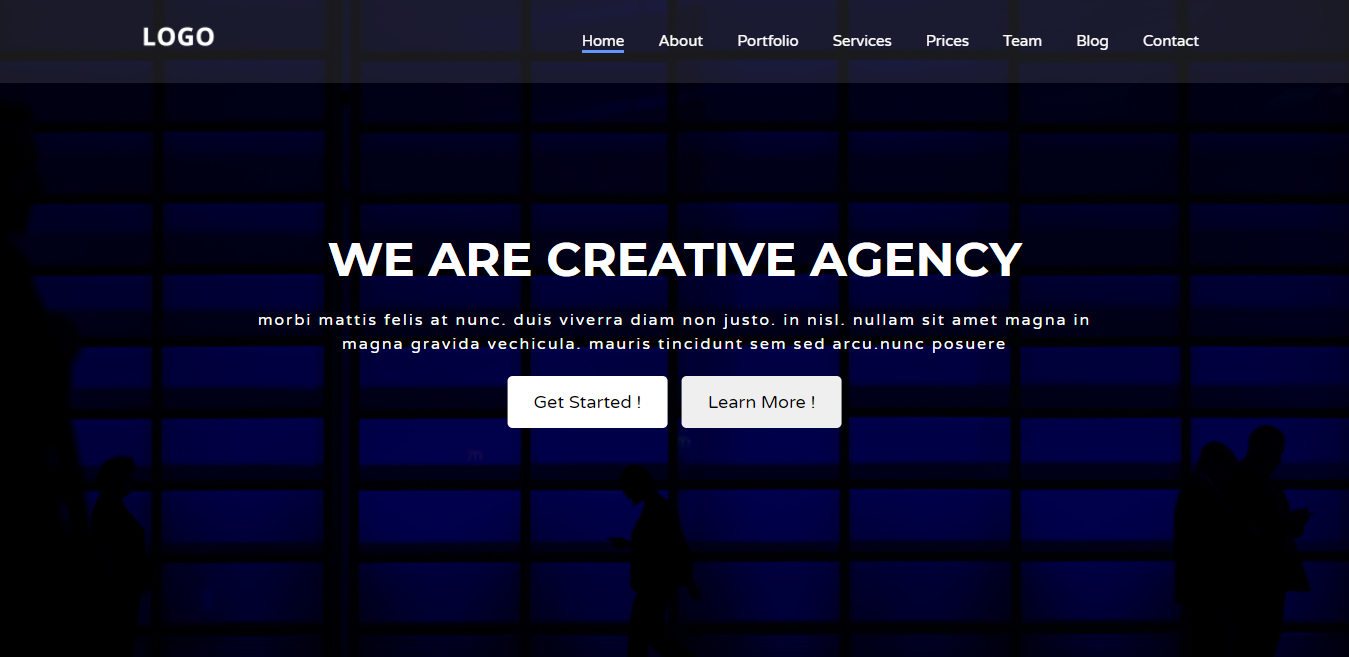 LOGO
Home About Portfolio Services Prices Team Blog Contact
WE ARE CREATIVE AGENCY
morbi mattis felis at nunc. duis viverra diam non justo. in nisl. nullam sit amet magna in
magna gravida vechicula. mauris tincidunt sem sed arcu.nunc posuere
Get Started ! Learn More !